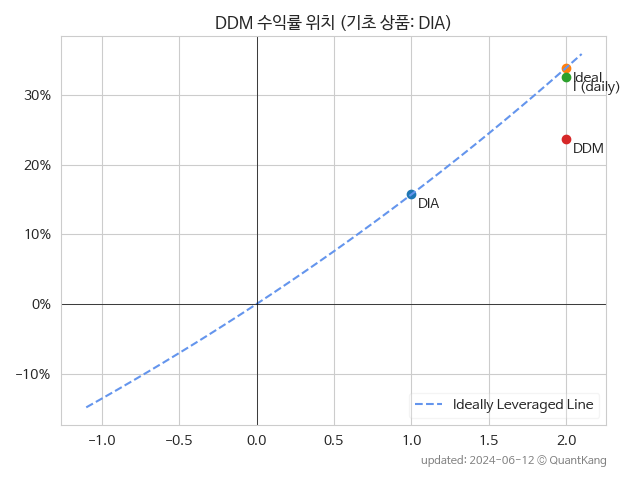 DDM 수익률 위치 (기초 상품: DIA)
30%
20%
10%
0%
−10%
Ideal
I (daily)
DDM
DIA
Ideally Leveraged Line
−1.0 −0.5 0.0 0.5 1.0 1.5 2.0
updated: 2024-06-12 © QuantKang